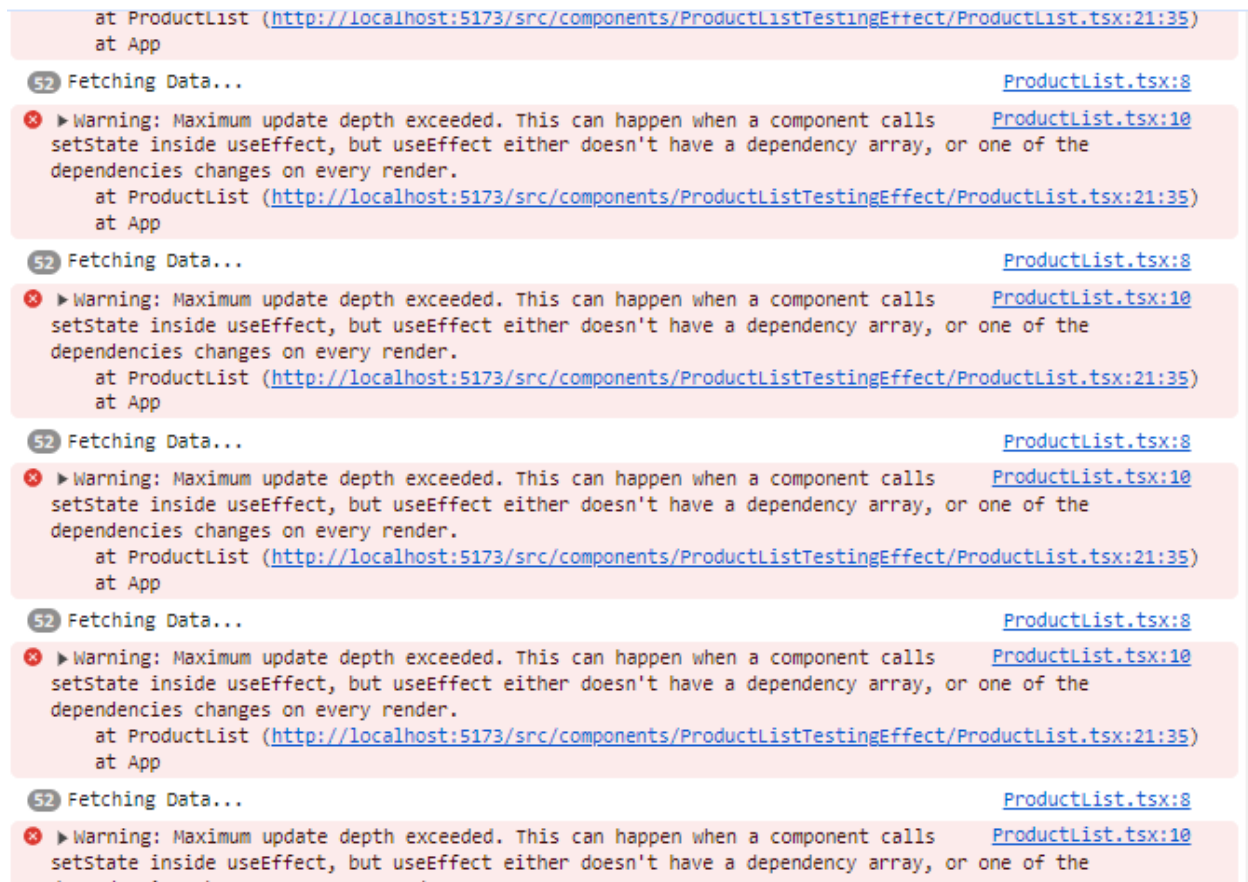 at ProductList (http://localhost:5173/src/components/ProductListTestingEffect/ProductList.tsx:21:35)
at App
52 Fetching Data... ProductList.tsx:8
Warning: Maximum update depth exceeded. This can happen when a component calls ProductList.tsx:10
setState inside useEffect, but useEffect either doesn't have a dependency array, or one of the
dependencies changes on every render.
at ProductList (http://localhost:5173/src/components/ProductListTestingEffect/ProductList.tsx:21:35)
at App
52 Fetching Data... ProductList.tsx:8
Warning: Maximum update depth exceeded. This can happen when a component calls ProductList.tsx:10
setState inside useEffect, but useEffect either doesn't have a dependency array, or one of the
dependencies changes on every render.
at ProductList (http://localhost:5173/src/components/ProductListTestingEffect/ProductList.tsx:21:35)
at App
52 Fetching Data... ProductList.tsx:8
Warning: Maximum update depth exceeded. This can happen when a component calls ProductList.tsx:10
setState inside useEffect, but useEffect either doesn't have a dependency array, or one of the
dependencies changes on every render.
at ProductList (http://localhost:5173/src/components/ProductListTestingEffect/ProductList.tsx:21:35)
at App
52 Fetching Data... ProductList.tsx:8
Warning: Maximum update depth exceeded. This can happen when a component calls ProductList.tsx:10
setState inside useEffect, but useEffect either doesn't have a dependency array, or one of the
dependencies changes on every render.
at ProductList (http://localhost:5173/src/components/ProductListTestingEffect/ProductList.tsx:21:35)
at App
52 Fetching Data... ProductList.tsx:8
Warning: Maximum update depth exceeded. This can happen when a component calls ProductList.tsx:10
setState inside useEffect, but useEffect either doesn't have a dependency array, or one of the